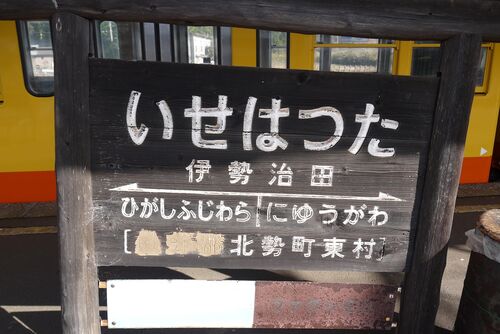 いせはつた
伊勢治田
ひがしふじわら にゆうがわ
[北勢町東村]